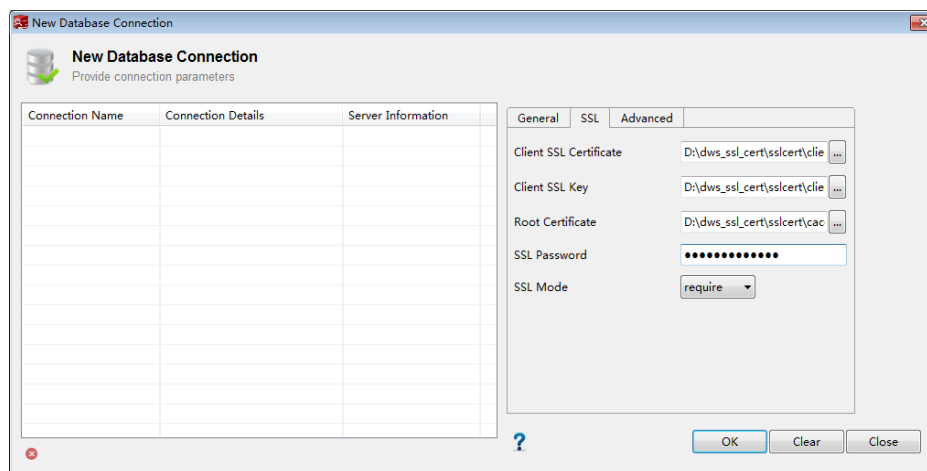 New Database Connection
New Database Connection
Provide connection parameters
Connection Name Connection Details Server Information
General SSL Advanced
Client SSL Certificate D:\dws_ssl_cert\sslcert\clie ...
Client SSL Key D:\dws_ssl_cert\sslcert\clie ...
Root Certificate D:\dws_ssl_cert\sslcert\cac ...
SSL Password ●●●●●●●●●●●●●
SSL Mode require
? OK Clear Close